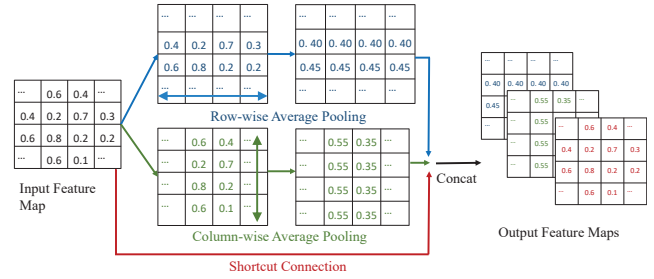 ... ... ... ...
0.4 0.2 0.7 0.3
0.6 0.8 0.2 0.2
... ... ... ...
... ... ... ...
0. 40 0. 40 0. 40 0. 40
0.45 0.45 0.45 0.45
... ... ... ...
Row-wise Average Pooling
... 0.6 0.4 ...
0.4 0.2 0.7 0.3
0.6 0.8 0.2 0.2
... 0.6 0.1 ...
Input Feature
Map
... 0.6 0.4 ...
... 0.2 0.7 ...
... 0.8 0.2 ...
... 0.6 0.1 ...
... 0.55 0.35 ...
... 0.55 0.35 ...
... 0.55 0.35 ...
... 0.55 0.35 ...
Column-wise Average Pooling
Shortcut Connection
Concat
... ... ... ...
0. 40 0. 40 0. 40 0. 40
0.45
...
... 0.55 0.35 ...
... 0.55
... 0.55
... 0.55
... 0.6 0.4 ...
0.4 0.2 0.7 0.3
0.6 0.8 0.2 0.2
... 0.6 0.1 ...
Output Feature Maps